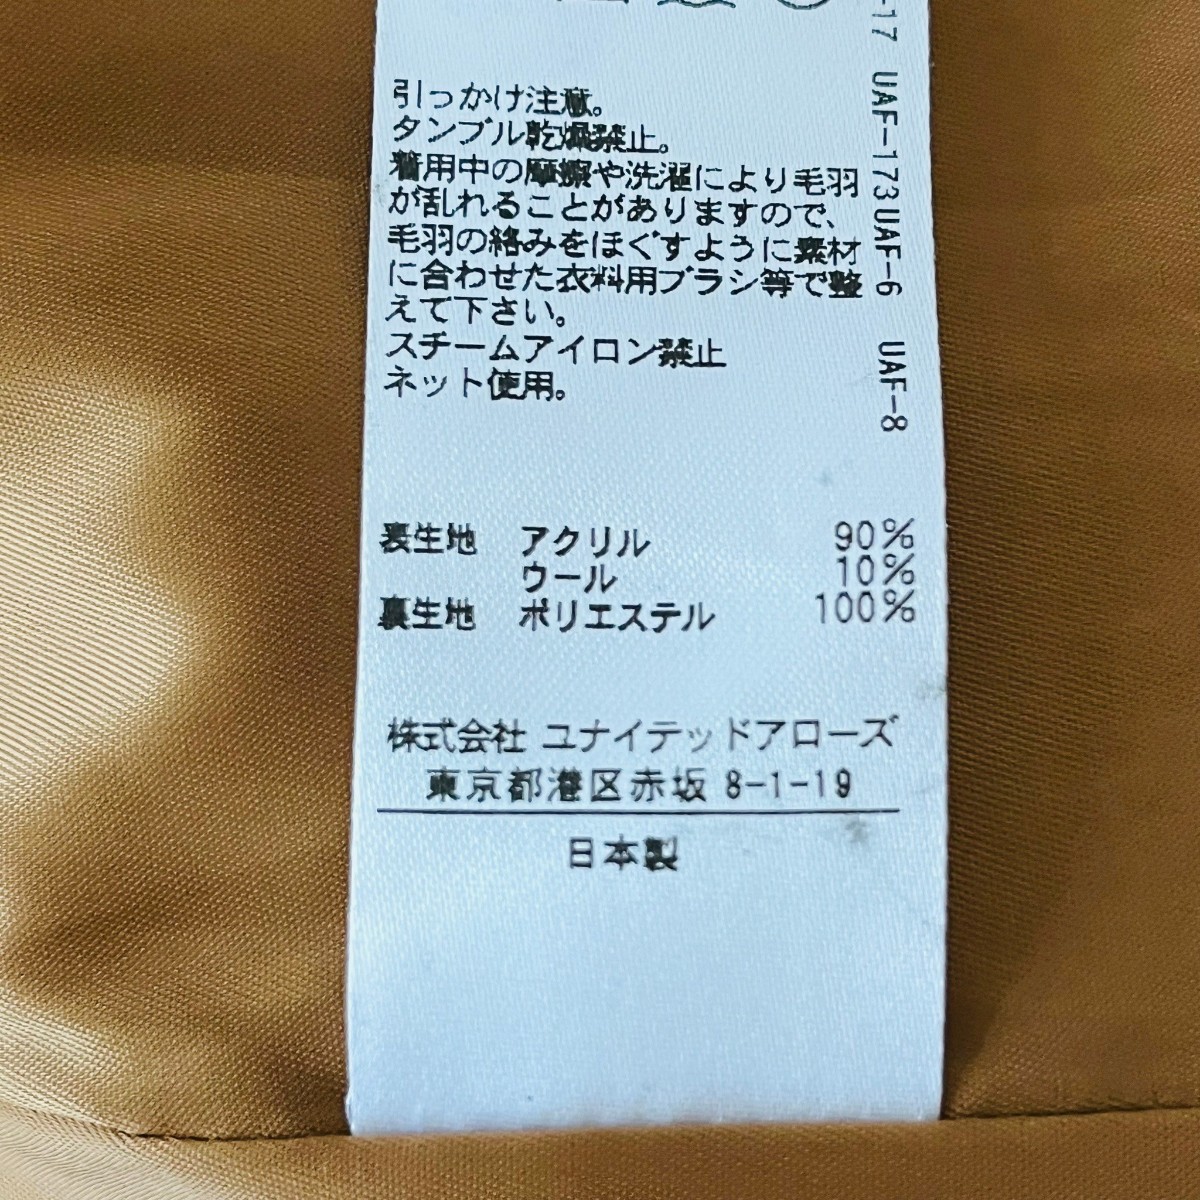 引っかけ注意。
タンブル乾燥禁止。
着用中の摩擦や洗濯により毛羽
が乱れることがありますので、
毛羽の絡みをほぐすように素材
に合わせた衣料用ブラシ等で整
えて下さい。
スチームアイロン禁止
ネット使用。
-17 UAF-173UAF-6 UAF-8
表生地 アクリル 90%
ウール 10%
裏生地 ポリエステル 100%
株式会社 ユナイテッドアローズ
東京都港区赤坂 8-1-19
日本製